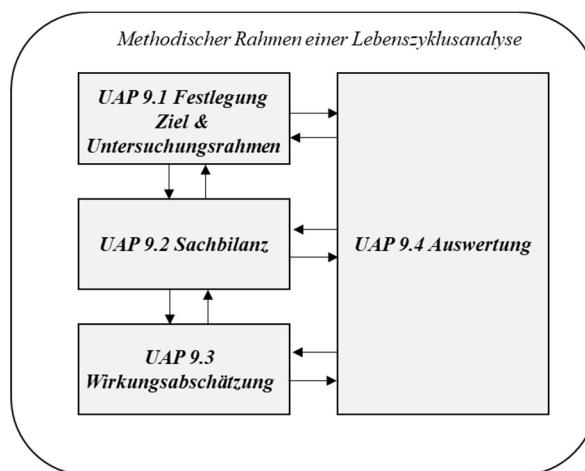 Methodischer Rahmen einer Lebenszyklusanalyse
UAP 9.1 Festlegung
Ziel &
Untersuchungsrahmen
UAP 9.2 Sachbilanz
UAP 9.3
Wirkungsabschätzung
UAP 9.4 Auswertung